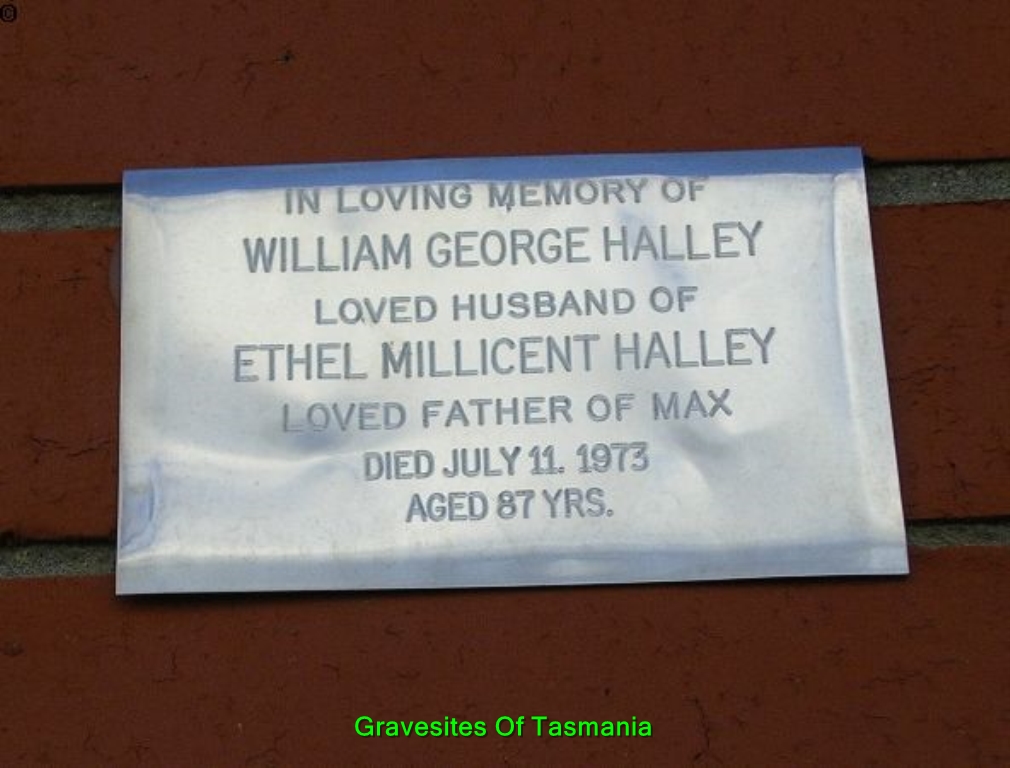 ©
IN LOVING MEMORY OF
WILLIAM GEORGE HALLEY
LOVED HUSBAND OF
ETHEL MILLICENT HALLEY
LOVED FATHER OF MAX
DIED JULY 11. 1973
AGED 87 YRS.
Gravesites Of Tasmania